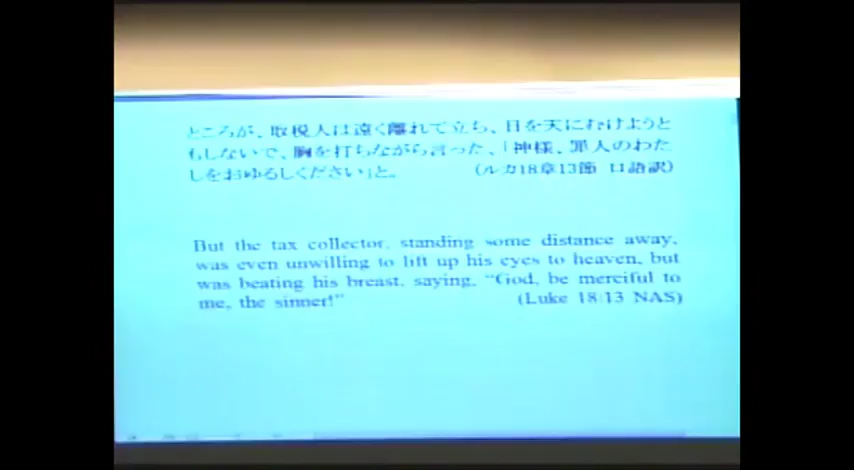 ところが、取税人は遠く離れて立ち、目を天にむけようと
もしないで、胸を打ちながら言った、「神様、罪人のわた
しをおゆるしください」と。 (ルカ18章13節 口語訳)
But the tax collector, standing some distance away,
was even unwilling to lift up his eyes to heaven, but
was beating his breast, saying, “God, be merciful to
me, the sinner!” (Luke 18:13 NAS)